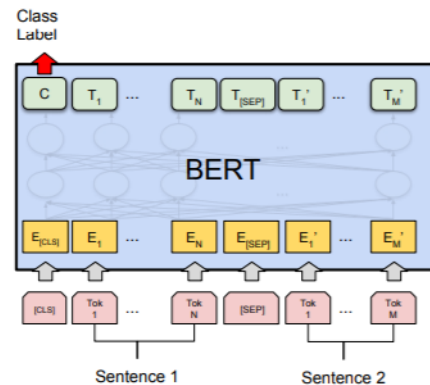 Class
Label
C T1 ... TN T[SEP] T1' ... TM'
...
BERT
...
E[CLS] E1 ... EN E[SEP] E1' ... EM'
[CLS] Tok 1 ... Tok N [SEP] Tok 1 ... Tok M
Sentence 1 Sentence 2